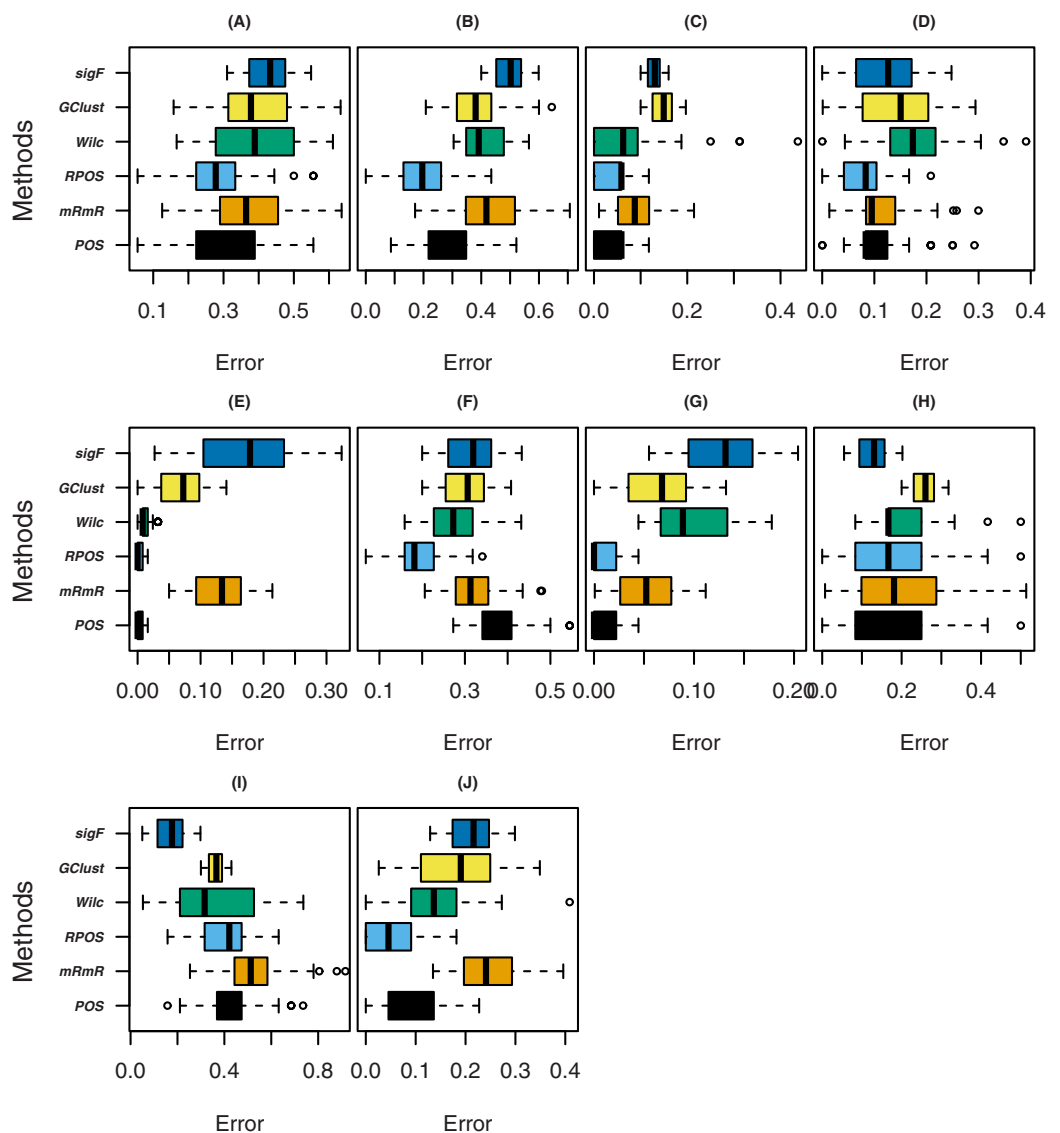 (A) (B) (C) (D)
Methods
sigF
GClust
Wilc
RPOS
mRmR
POS
0.1 0.3 0.5 0.0 0.2 0.4 0.6 0.0 0.2 0.4 0.0 0.1 0.2 0.3 0.4
Error Error Error Error
(E) (F) (G) (H)
Methods
sigF
GClust
Wilc
RPOS
mRmR
POS
0.00 0.10 0.20 0.30 0.1 0.3 0.5 0.00 0.10 0.20 0.0 0.2 0.4
Error Error Error Error
(I) (J)
Methods
sigF
GClust
Wilc
RPOS
mRmR
POS
0.0 0.4 0.8 0.0 0.1 0.2 0.3 0.4
Error Error